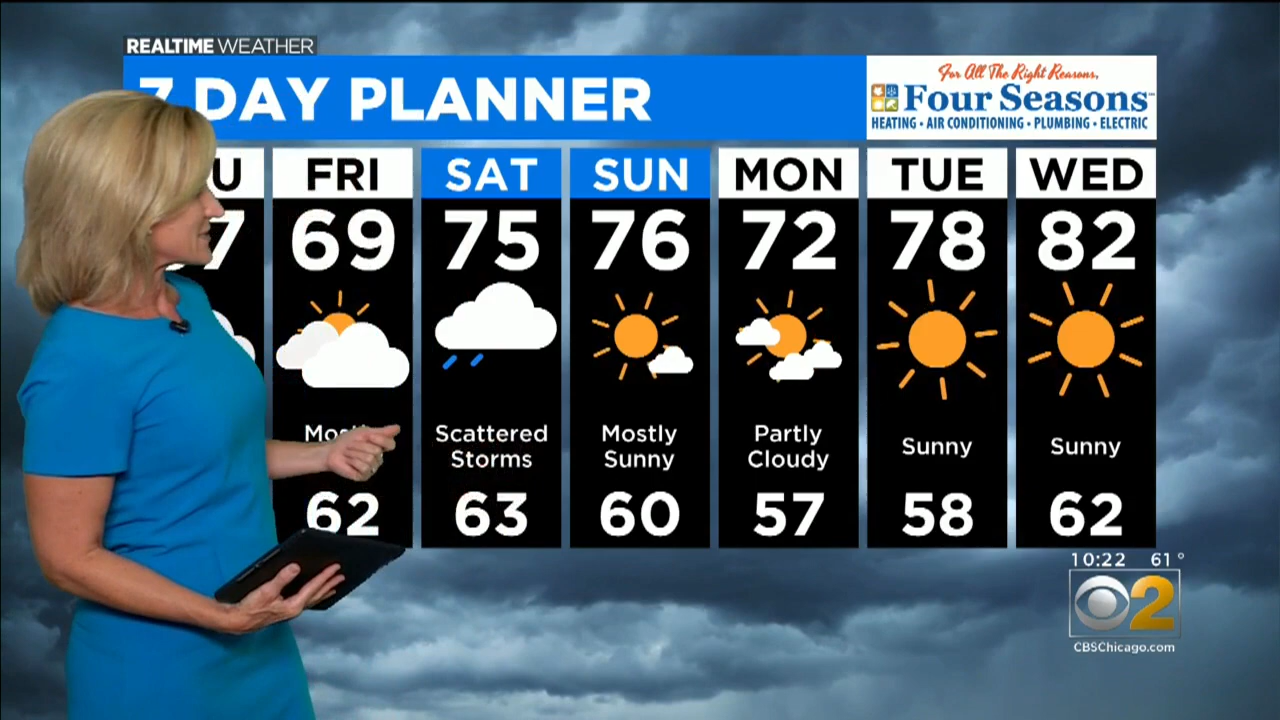 REALTIME WEATHER
7 DAY PLANNER
For All The Right Reasons.
Four Seasons
HEATING • AIR CONDITIONING • PLUMBING • ELECTRIC
FRI SAT SUN MON TUE WED
69 75 76 72 78 82
Scattered Storms
Mostly Sunny
Partly Cloudy
Sunny
Sunny
62 63 60 57 58 62
10:22 61°
2
CBSChicago.com